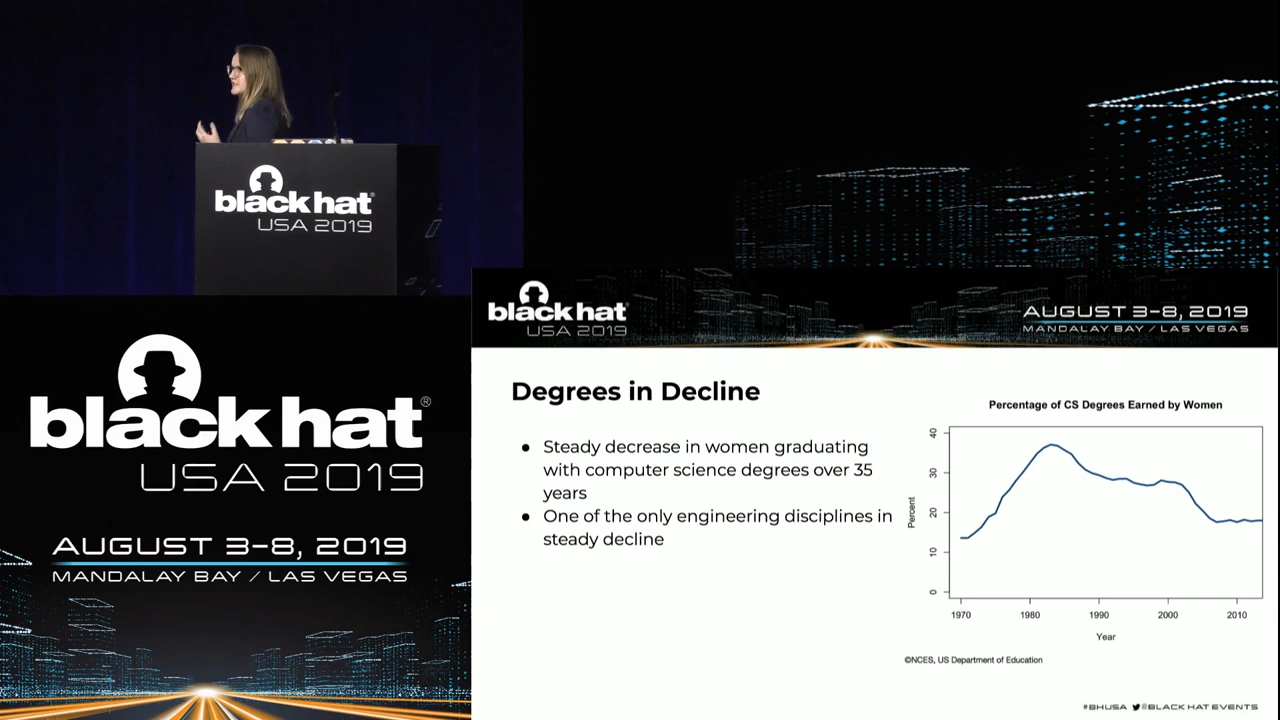 black hat®
USA 2019
black hat®
USA 2019
AUGUST 3-8, 2019
MANDALAY BAY / LAS VEGAS
black hat®
USA 2019
AUGUST 3-8, 2019
MANDALAY BAY / LAS VEGAS
Degrees in Decline
● Steady decrease in women graduating
with computer science degrees over 35
years
● One of the only engineering disciplines in
steady decline
Percentage of CS Degrees Earned by Women
Percent
40
30
20
10
0
1970 1980 1990 2000 2010
Year
©NCES, US Department of Education
#BHUSA @BLACK HAT EVENTS